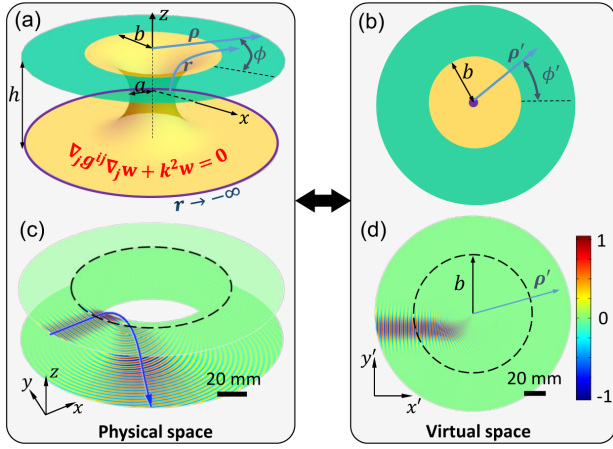 (a)
z
b
ρ
ϕ
r
a
h
x
∇ⱼgⁱʲ∇ⱼw + k²w = 0
r → −∞
(b)
ρ′
b
ϕ′
(c)
z
y
x
20 mm
Physical space
(d)
b
ρ′
y′
x′
20 mm
1
0
-1
Virtual space